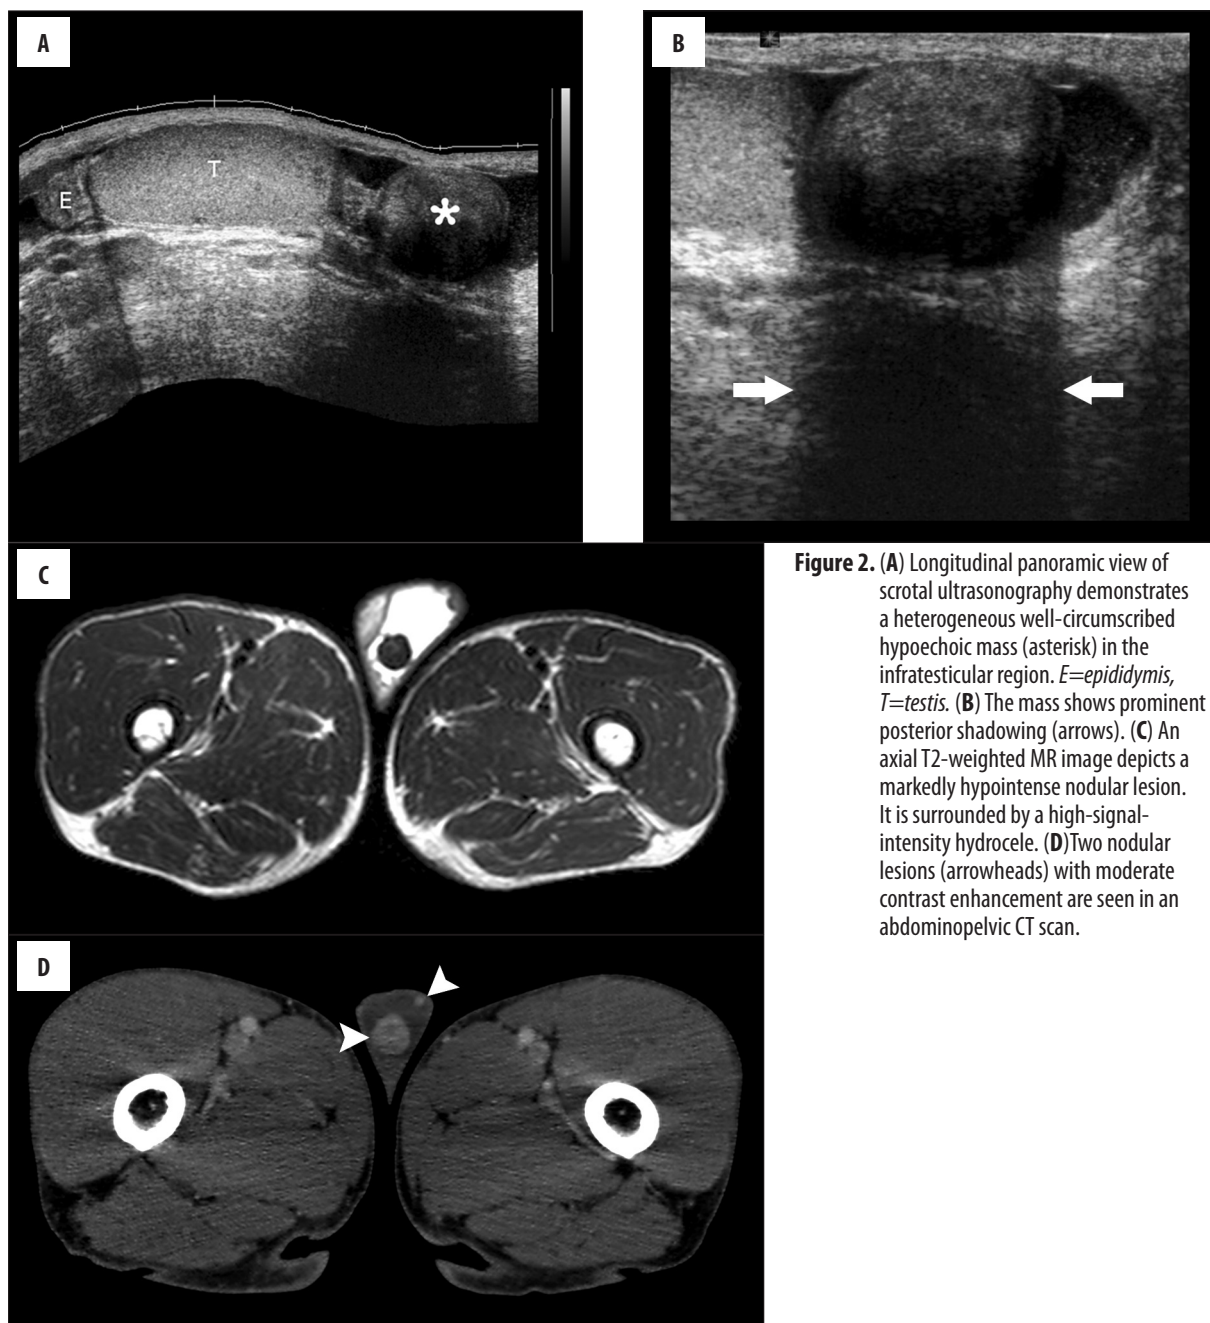 A
B
E
T
*
C
Figure 2. (A) Longitudinal panoramic view of
scrotal ultrasonography demonstrates
a heterogeneous well-circumscribed
hypoechoic mass (asterisk) in the
infratesticular region. E=epididymis,
T=testis. (B) The mass shows prominent
posterior shadowing (arrows). (C) An
axial T2-weighted MR image depicts a
markedly hypointense nodular lesion.
It is surrounded by a high-signal-
intensity hydrocele. (D)Two nodular
lesions (arrowheads) with moderate
contrast enhancement are seen in an
abdominopelvic CT scan.
D